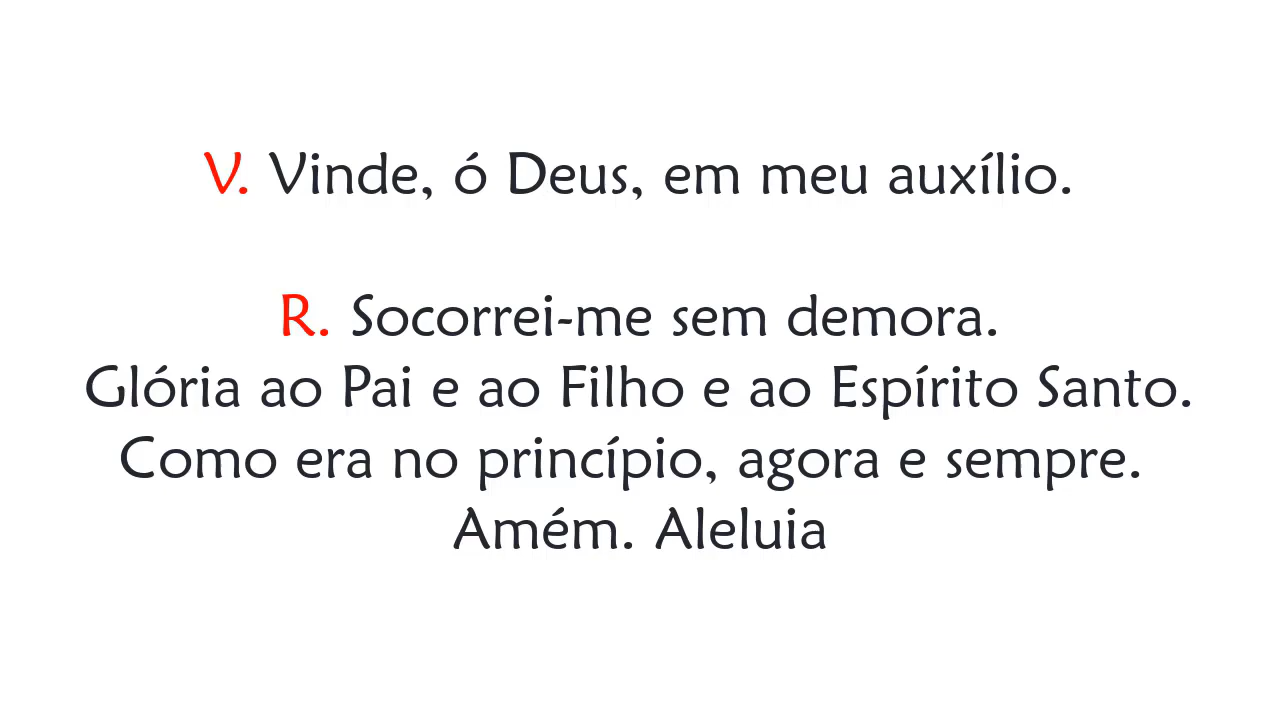 V. Vinde, ó Deus, em meu auxílio.
R. Socorrei-me sem demora.
Glória ao Pai e ao Filho e ao Espírito Santo.
Como era no princípio, agora e sempre.
Amém. Aleluia